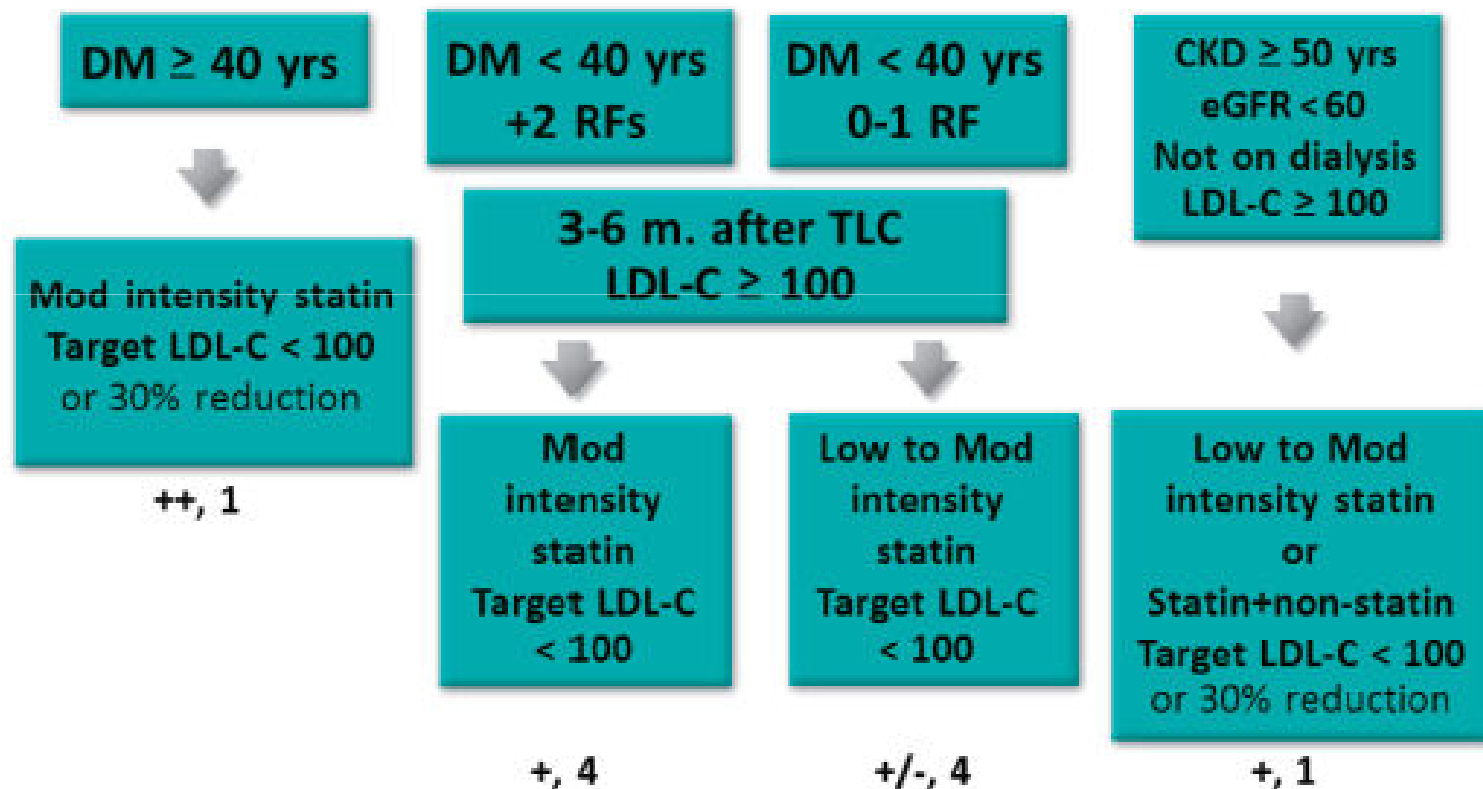 DM ≥ 40 yrs
Mod intensity statin
Target LDL-C < 100
or 30% reduction
++, 1
DM < 40 yrs
+2 RFs
DM < 40 yrs
0-1 RF
3-6 m. after TLC
LDL-C ≥ 100
Mod
intensity
statin
Target LDL-C
< 100
+, 4
Low to Mod
intensity
statin
Target LDL-C
< 100
+/-, 4
CKD ≥ 50 yrs
eGFR < 60
Not on dialysis
LDL-C ≥ 100
Low to Mod
intensity statin
or
Statin+non-statin
Target LDL-C < 100
or 30% reduction
+, 1